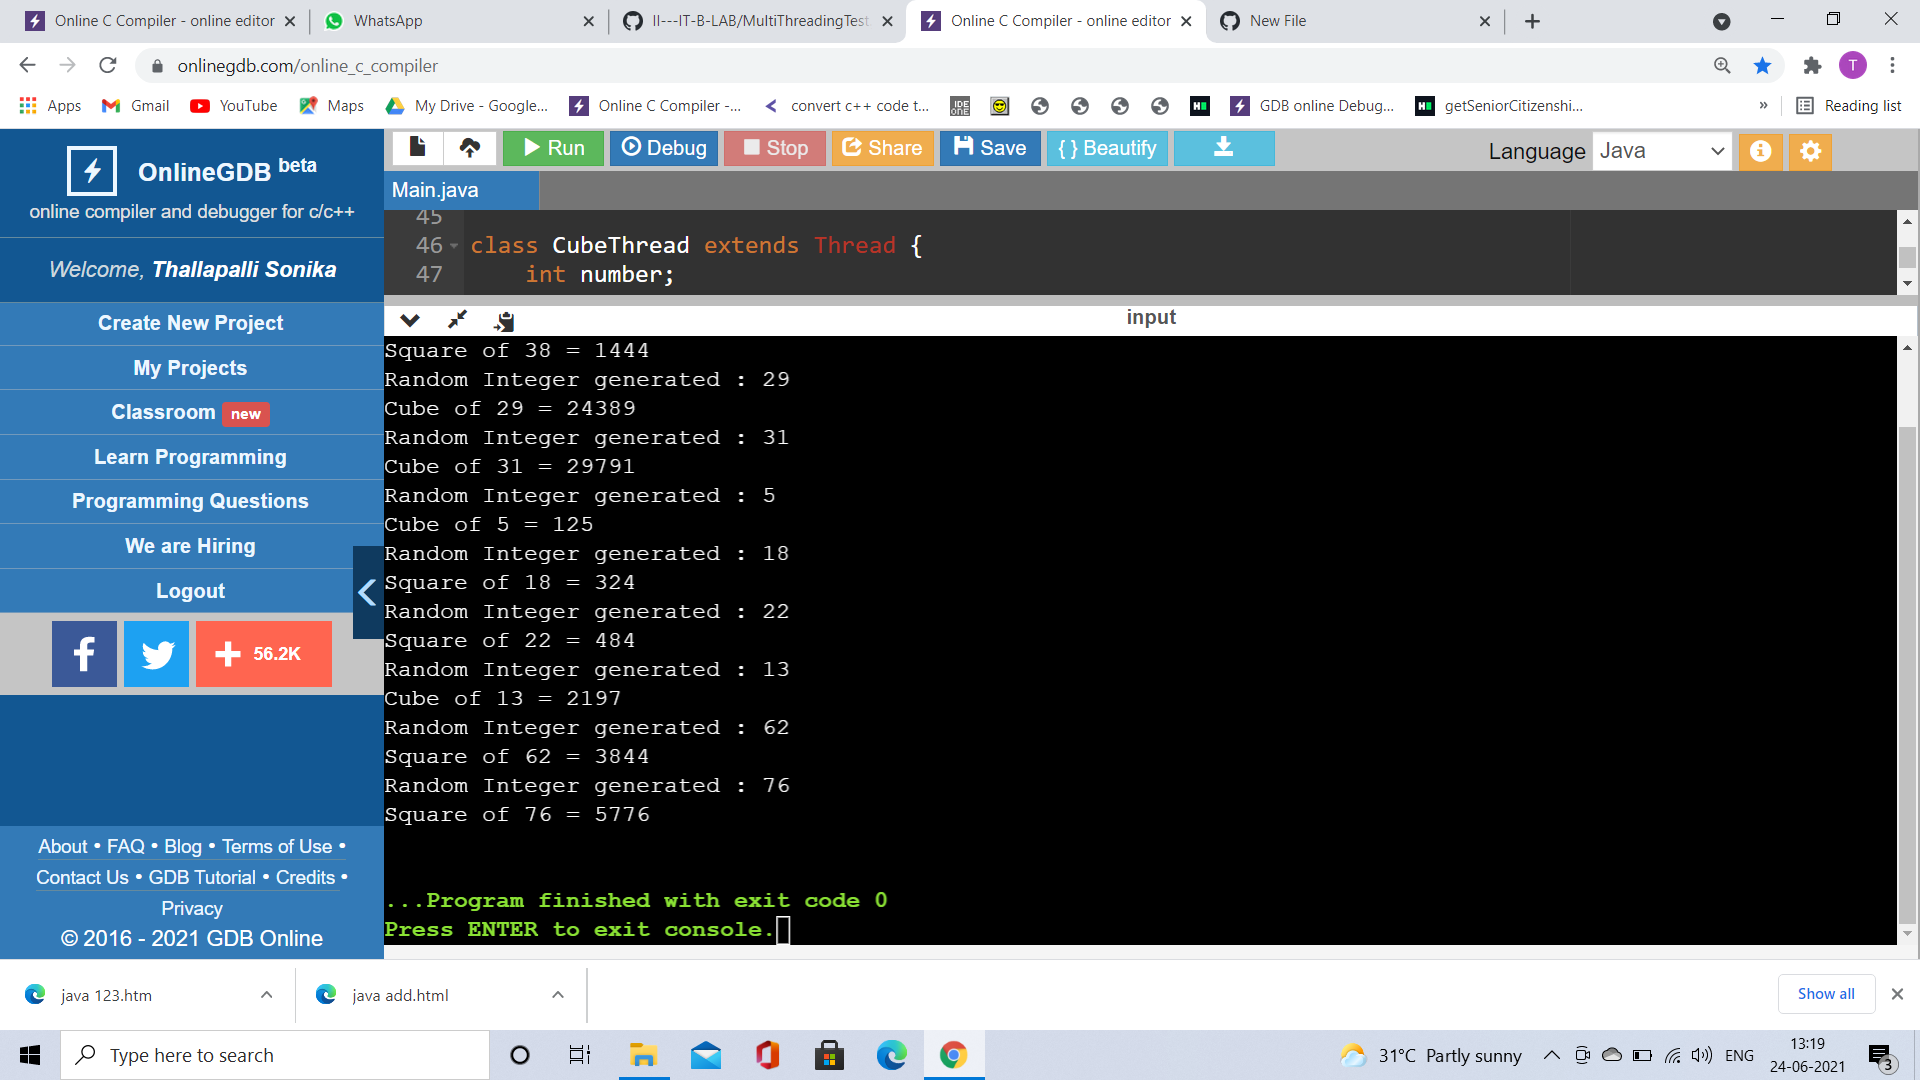 Online C Compiler - online editor
WhatsApp
II---IT-B-LAB/MultiThreadingTest
Online C Compiler - online editor
New File
onlinegdb.com/online_c_compiler
T
Apps
Gmail
YouTube
Maps
My Drive - Google...
Online C Compiler -...
convert c++ code t...
GDB online Debug...
getSeniorCitizenshi...
»
Reading list
OnlineGDB beta
online compiler and debugger for c/c++
Welcome, Thallapalli Sonika
Create New Project
My Projects
Classroom new
Learn Programming
Programming Questions
We are Hiring
Logout
56.2K
About • FAQ • Blog • Terms of Use •
Contact Us • GDB Tutorial • Credits •
Privacy
© 2016 - 2021 GDB Online
Run
Debug
Stop
Share
Save
{ } Beautify
Language Java
Main.java
45
46 class CubeThread extends Thread {
47 int number;
input
Square of 38 = 1444
Random Integer generated : 29
Cube of 29 = 24389
Random Integer generated : 31
Cube of 31 = 29791
Random Integer generated : 5
Cube of 5 = 125
Random Integer generated : 18
Square of 18 = 324
Random Integer generated : 22
Square of 22 = 484
Random Integer generated : 13
Cube of 13 = 2197
Random Integer generated : 62
Square of 62 = 3844
Random Integer generated : 76
Square of 76 = 5776
...Program finished with exit code 0
Press ENTER to exit console.
java 123.htm
java add.html
Show all
Type here to search
31°C Partly sunny
ENG
13:19
24-06-2021
3